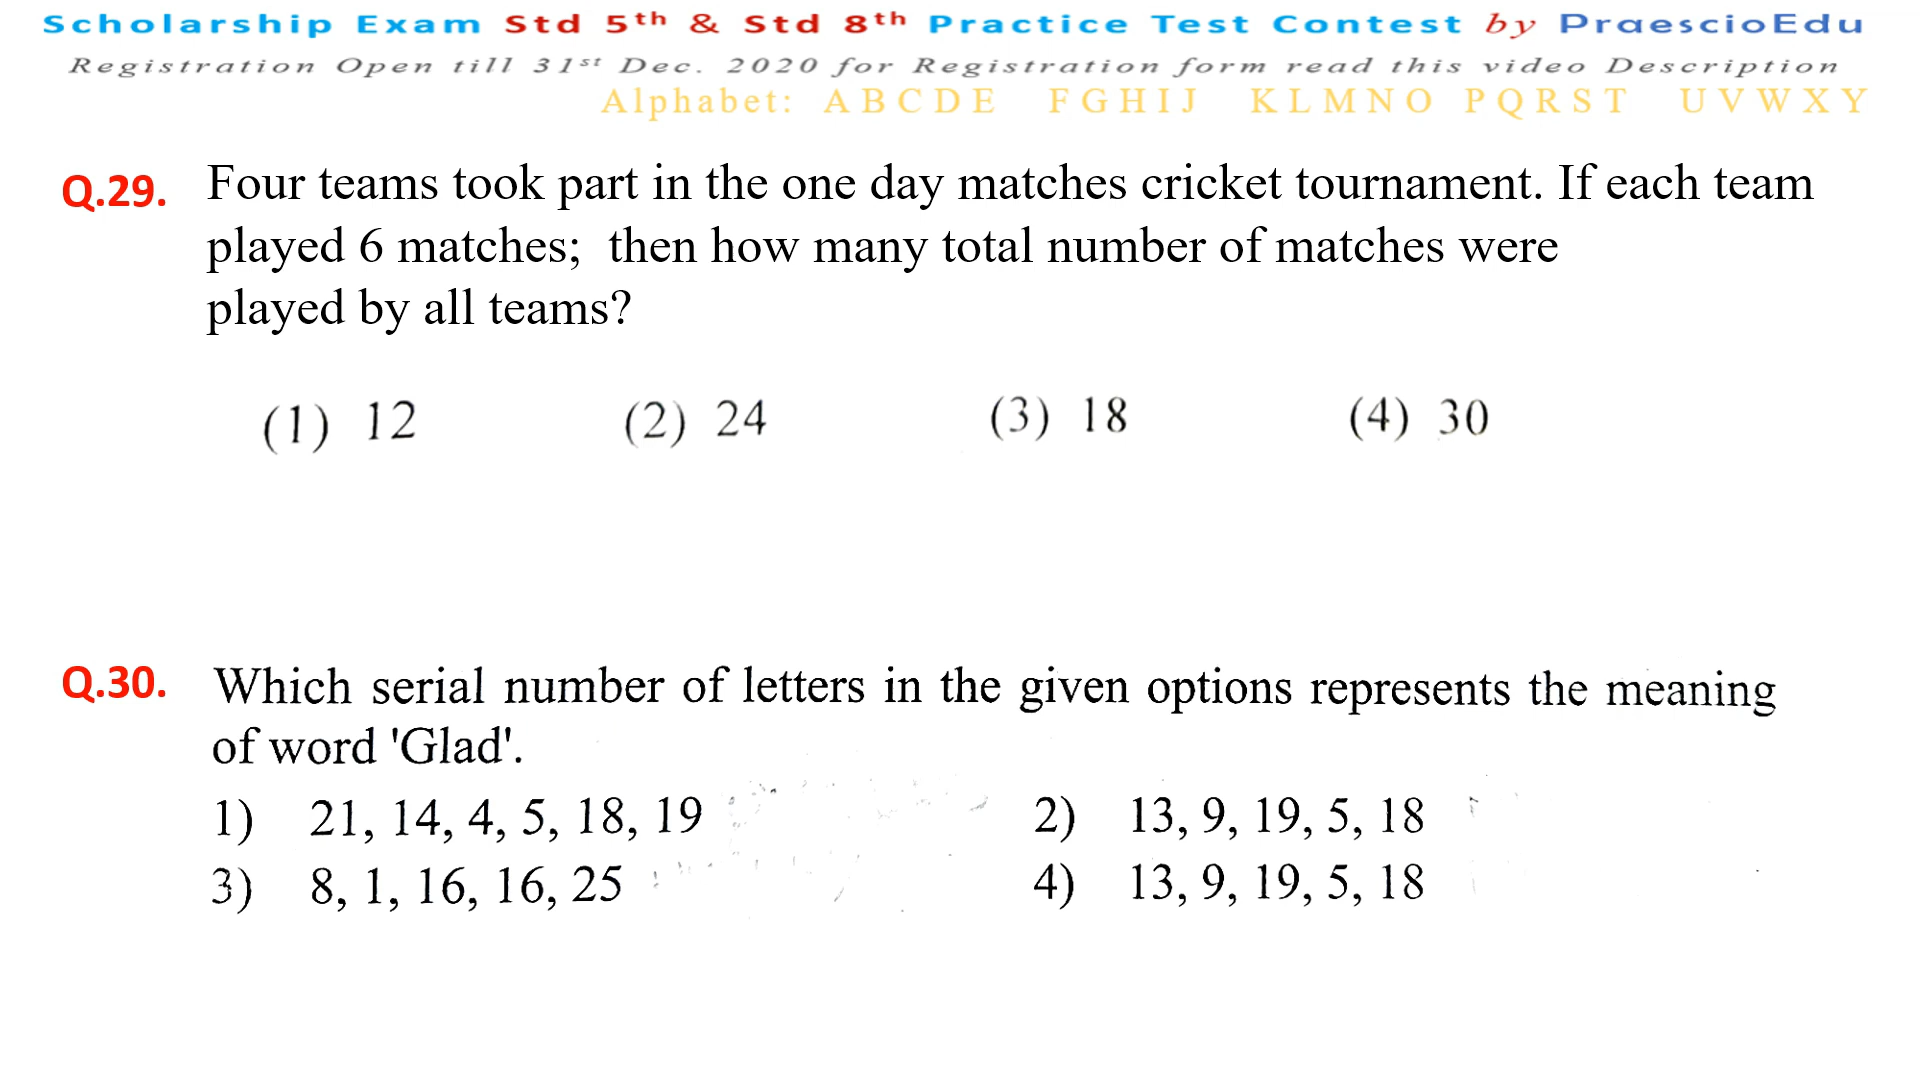 Scholarship Exam Std 5th & Std 8th Practice Test Contest by PraescioEdu
Registration Open till 31st Dec. 2020 for Registration form read this video Description
Alphabet: A B C D E F G H I J K L M N O P Q R S T U V W X Y
Q.29. Four teams took part in the one day matches cricket tournament. If each team
played 6 matches; then how many total number of matches were
played by all teams?
(1) 12 (2) 24 (3) 18 (4) 30
Q.30. Which serial number of letters in the given options represents the meaning
of word 'Glad'.
1) 21, 14, 4, 5, 18, 19 2) 13, 9, 19, 5, 18
3) 8, 1, 16, 16, 25 4) 13, 9, 19, 5, 18